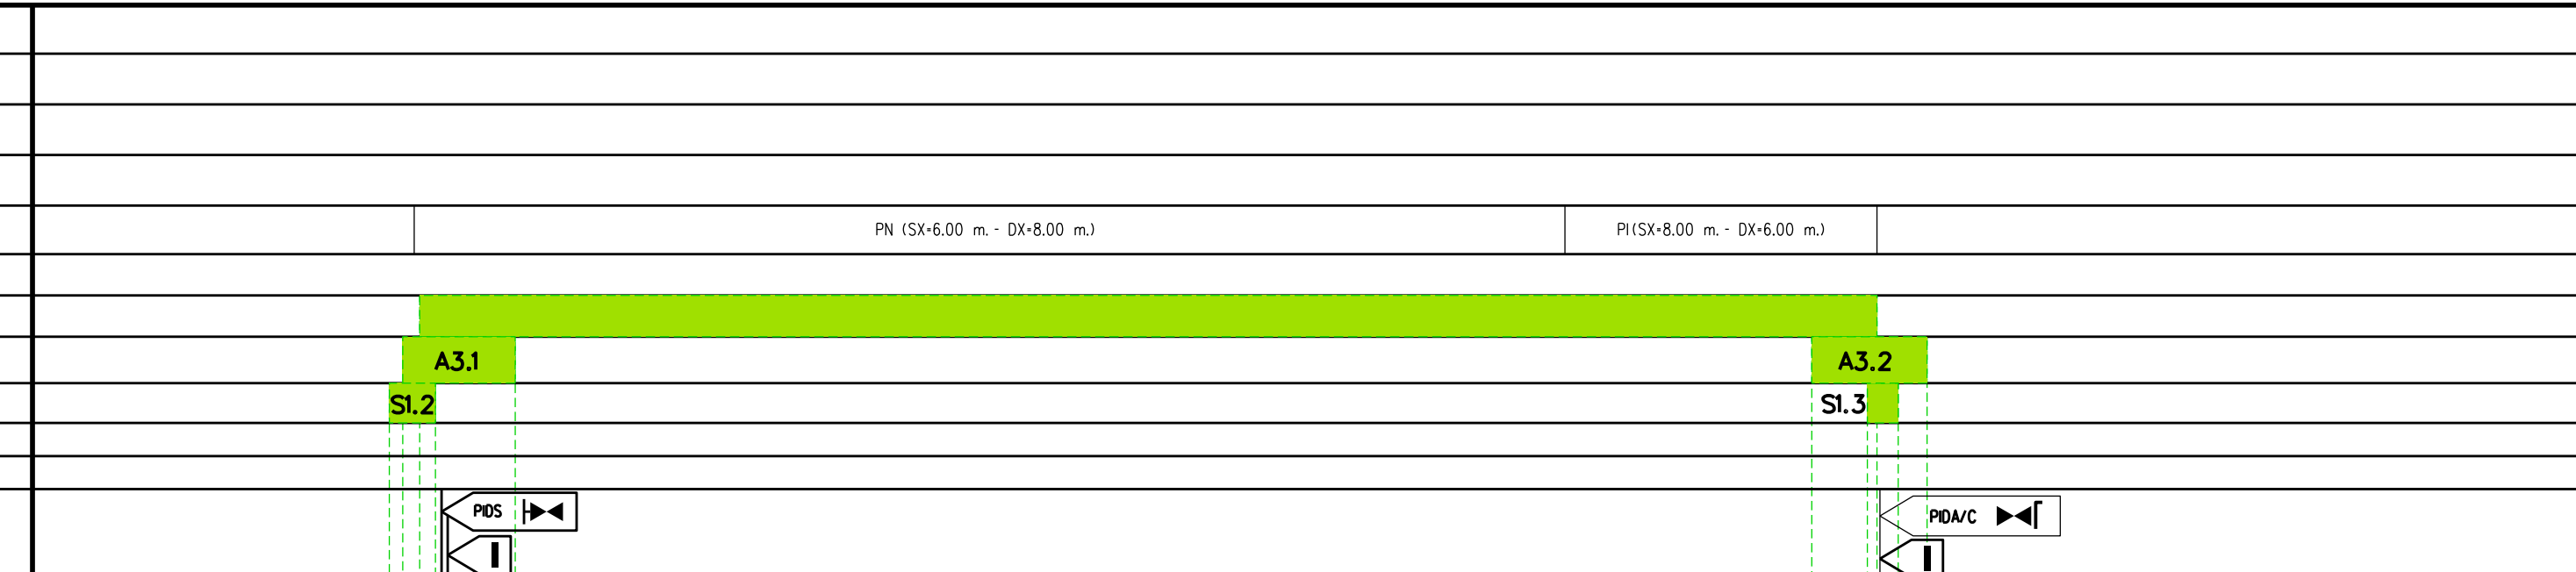 PN (SX=6.00 m. - DX=8.00 m.)
PI(SX=8.00 m. - DX=6.00 m.)
A3.1
A3.2
S1.2
S1.3
PIDS
PIDA/C